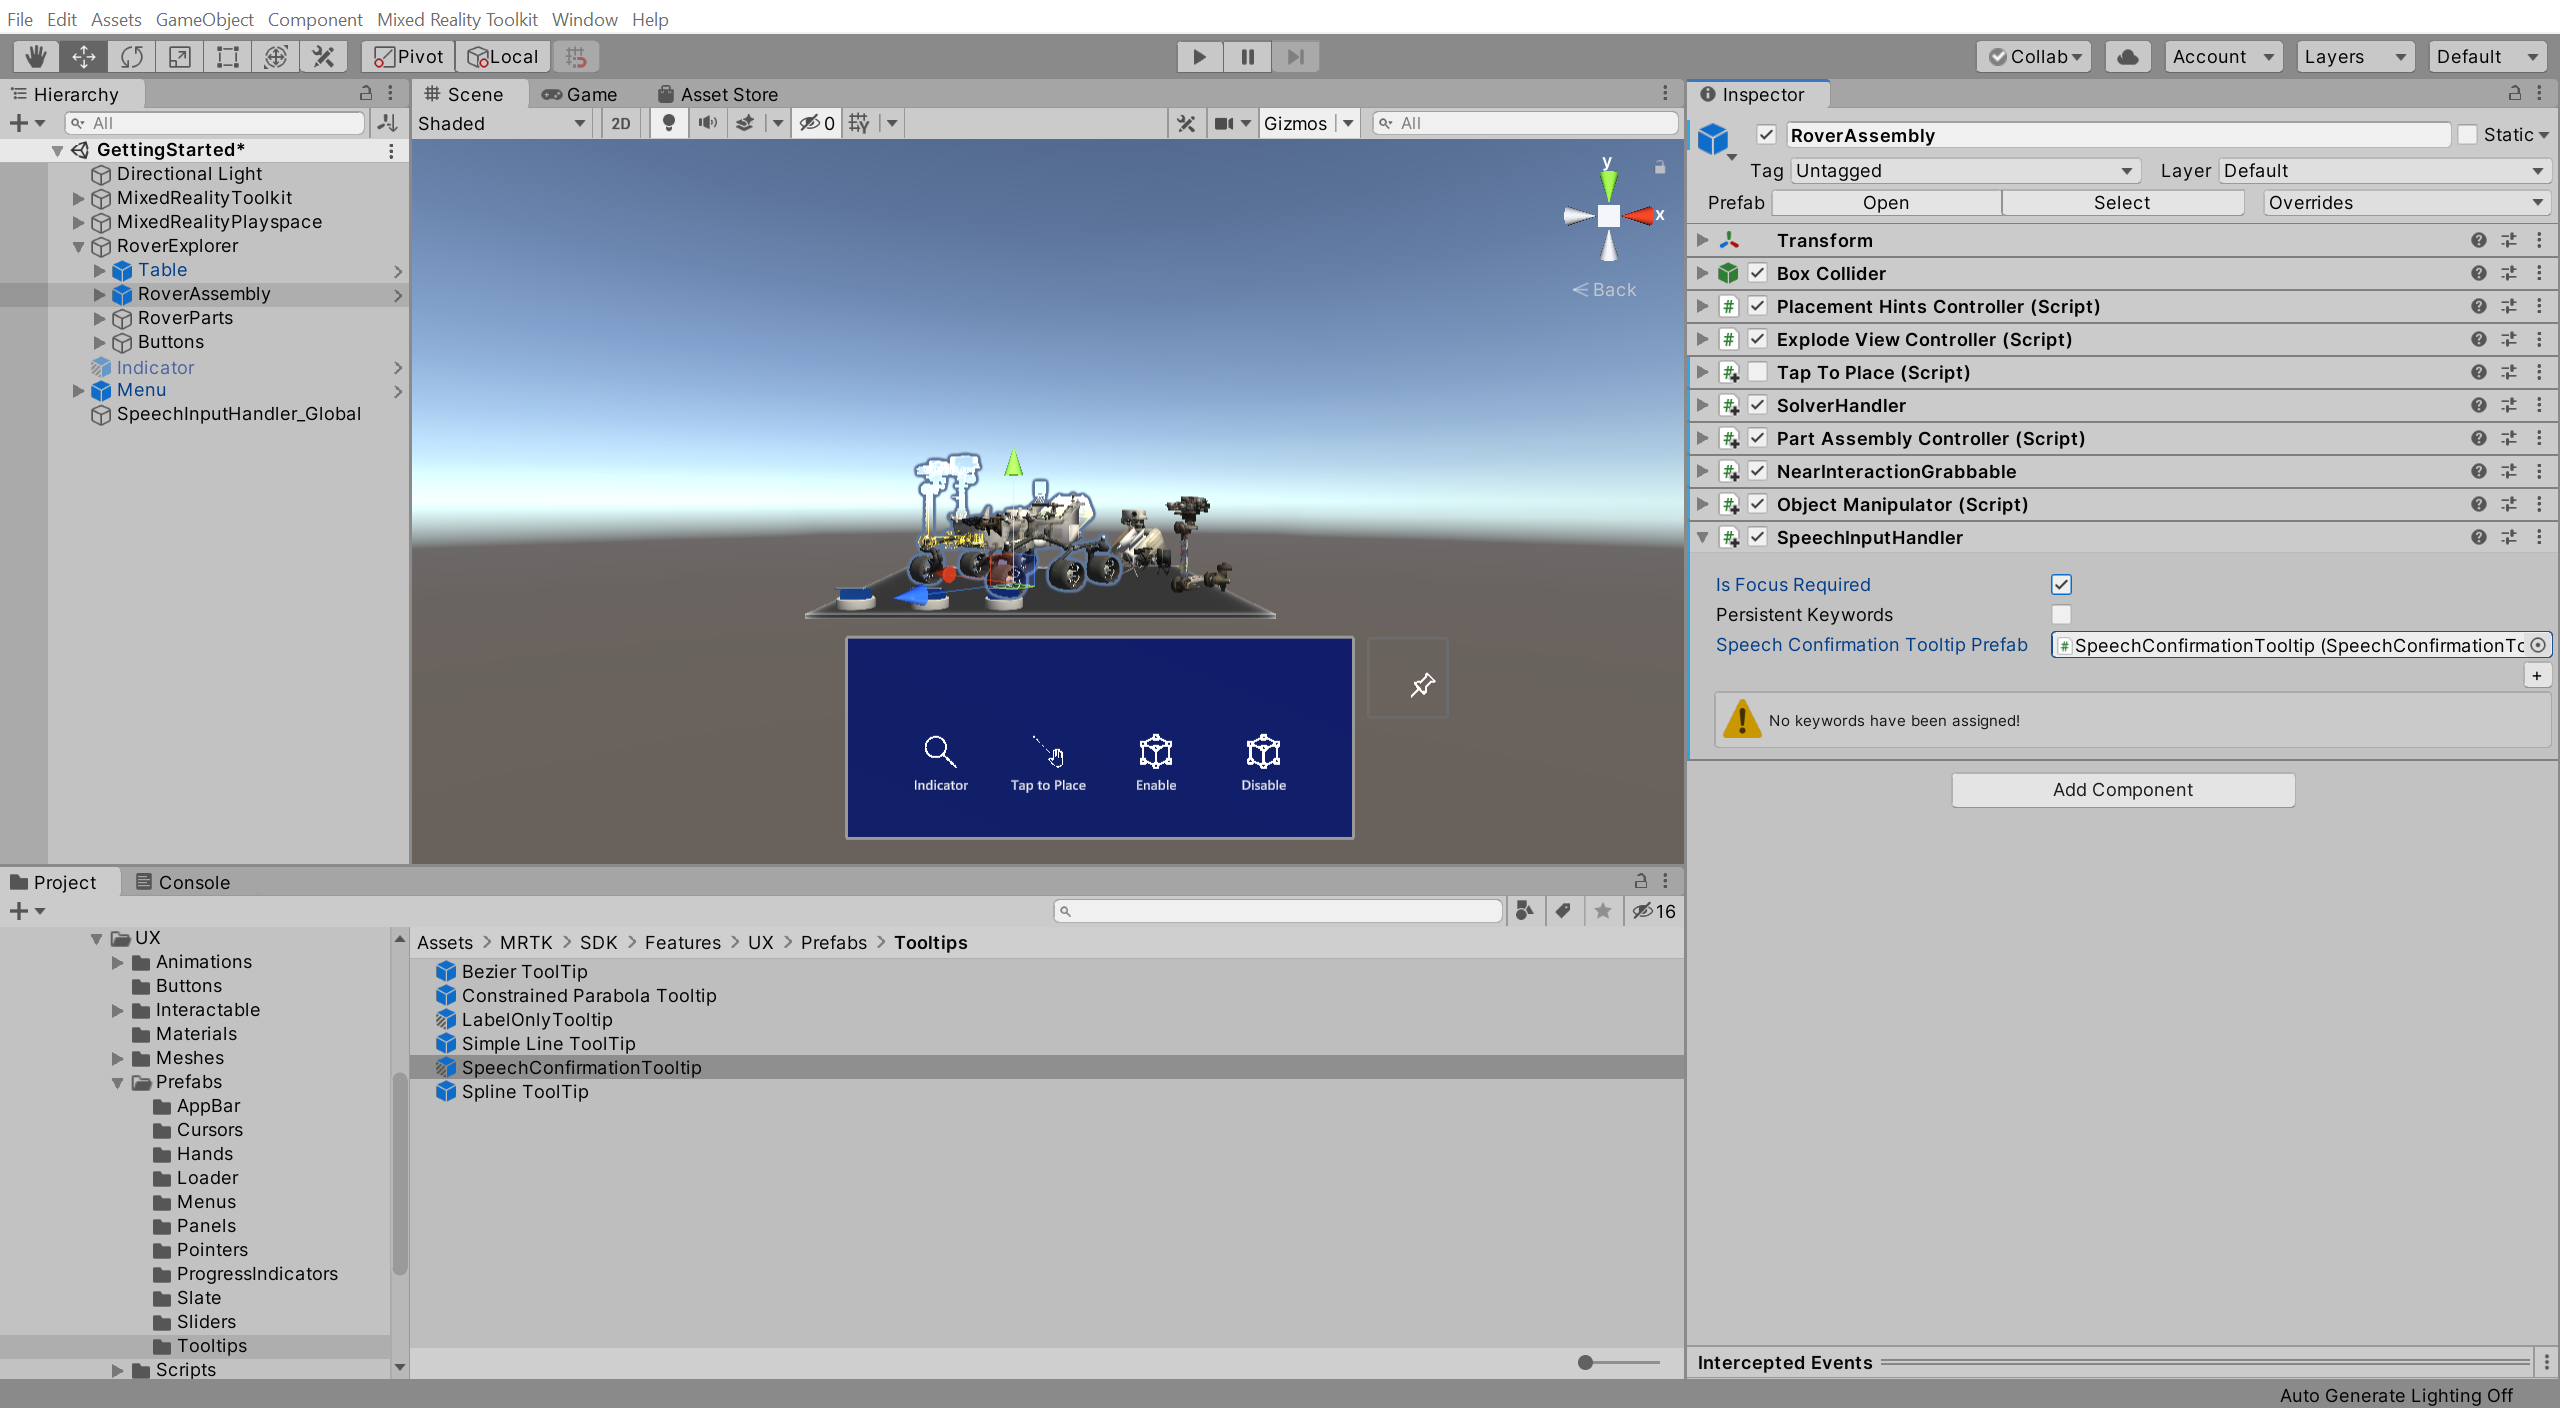 File Edit Assets GameObject Component Mixed Reality Toolkit Window Help
Pivot Local Collab Account Layers Default
Hierarchy
All
GettingStarted*
Directional Light
MixedRealityToolkit
MixedRealityPlayspace
RoverExplorer
Table
RoverAssembly
RoverParts
Buttons
Indicator
Menu
SpeechInputHandler_Global
Scene Game Asset Store
Shaded 2D 0 Gizmos All
y
x
Back
Indicator Tap to Place Enable Disable
Inspector
RoverAssembly Static
Tag Untagged Layer Default
Prefab Open Select Overrides
Transform
Box Collider
Placement Hints Controller (Script)
Explode View Controller (Script)
Tap To Place (Script)
SolverHandler
Part Assembly Controller (Script)
NearInteractionGrabbable
Object Manipulator (Script)
SpeechInputHandler
Is Focus Required
Persistent Keywords
Speech Confirmation Tooltip Prefab SpeechConfirmationTooltip (SpeechConfirmationTo
+
No keywords have been assigned!
Add Component
Intercepted Events
Project Console
16
UX
Animations
Buttons
Interactable
Materials
Meshes
Prefabs
AppBar
Cursors
Hands
Loader
Menus
Panels
Pointers
ProgressIndicators
Slate
Sliders
Tooltips
Scripts
Assets > MRTK > SDK > Features > UX > Prefabs > Tooltips
Bezier ToolTip
Constrained Parabola Tooltip
LabelOnlyTooltip
Simple Line ToolTip
SpeechConfirmationTooltip
Spline ToolTip
Auto Generate Lighting Off